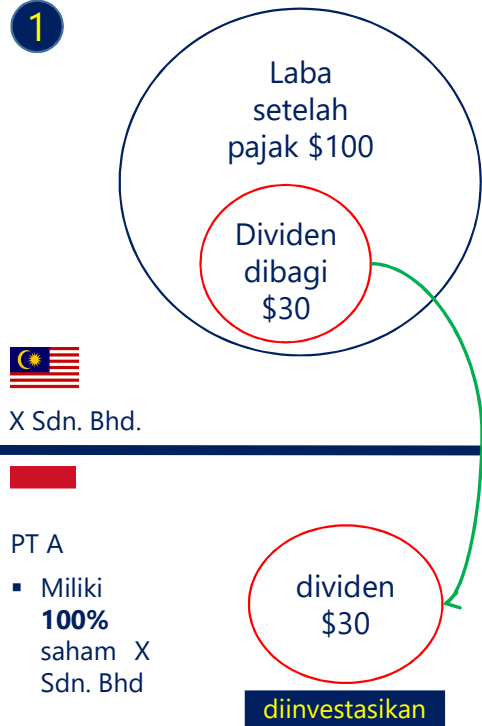 1
Laba
setelah
pajak $100
Dividen
dibagi
$30
X Sdn. Bhd.
PT A
▪ Miliki
100%
saham X
Sdn. Bhd
dividen
$30
diinvestasikan